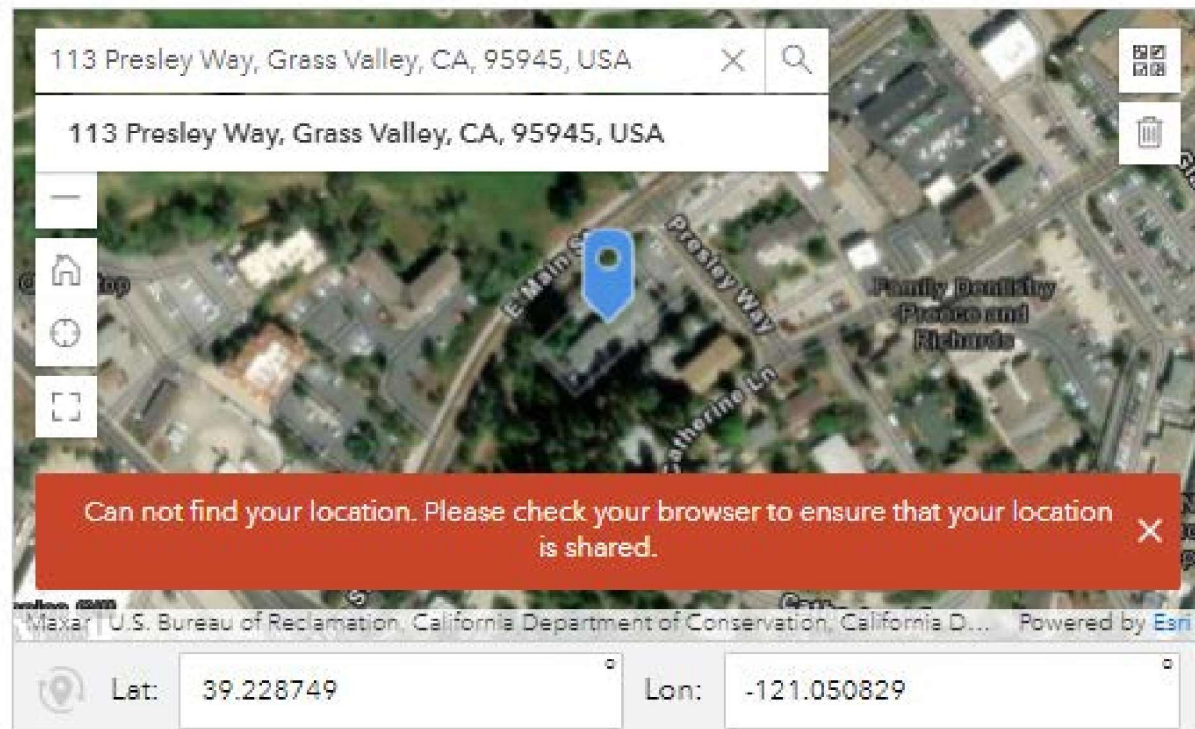 113 Presley Way, Grass Valley, CA, 95945, USA
113 Presley Way, Grass Valley, CA, 95945, USA
E Main St
Presley Way
Family Dentistry
Preece and
Richards
Catherine Ln
Can not find your location. Please check your browser to ensure that your location
is shared.
Maxar | U.S. Bureau of Reclamation, California Department of Conservation, California D... Powered by Esri
Lat: 39.228749 ° Lon: -121.050829 °